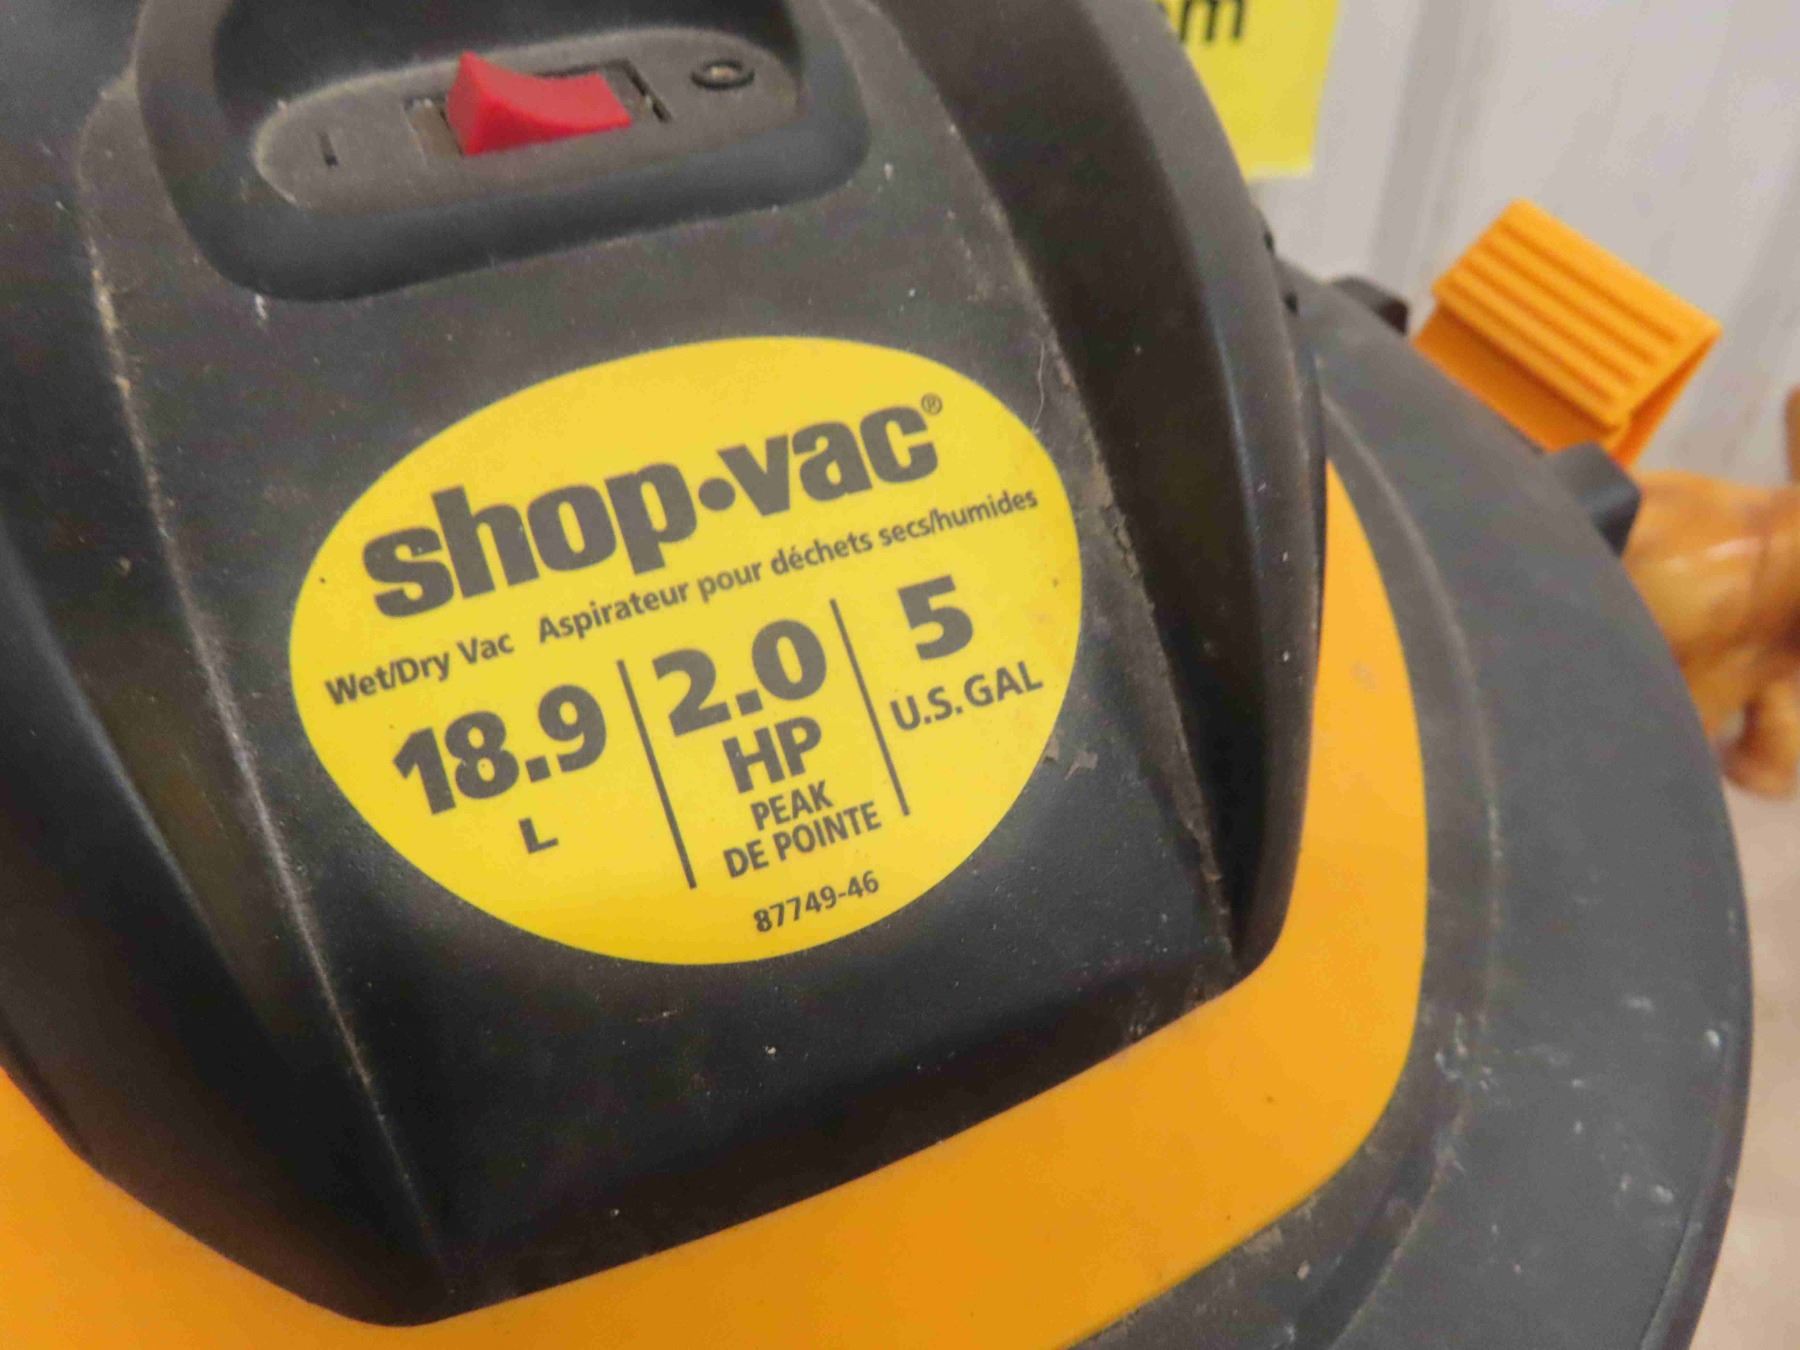 shop·vac®
Wet/Dry Vac Aspirateur pour déchets secs/humides
18.9
L
2.0
HP
PEAK
DE POINTE
5
U.S. GAL
87749-46